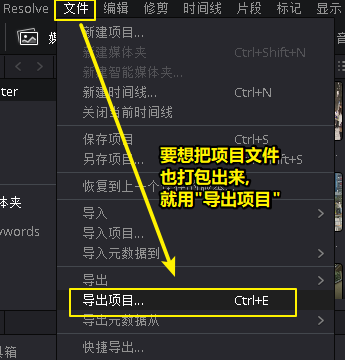 Resolve 文件 编辑 修剪 时间线 片段 标记 显示
新建项目...
新建媒体夹 Ctrl+Shift+N
新建智能媒体夹...
新建时间线... Ctrl+N
关闭当前时间线
保存项目 Ctrl+S
另存项目...
要想把项目文件
也打包出来,
就用"导出项目"
恢复到上一
导入
导入项目...
导入元数据到
导出
导出项目... Ctrl+E
导出元数据从
快捷导出...
ter
体夹
ywords
箱